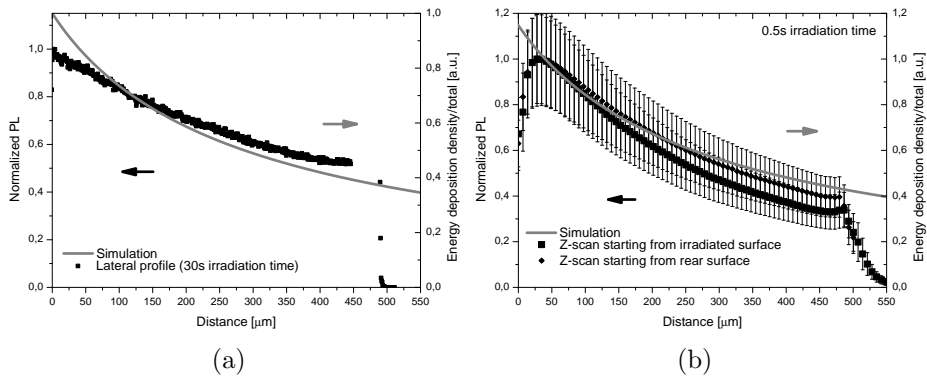 1,0
1,0
0,8
0,6
0,4
0,2
0,0
0,8
0,6
0,4
0,2
0,0
Normalized PL
Energy deposition density/total [a.u.]
Simulation
Lateral profile (30s irradiation time)
0 50 100 150 200 250 300 350 400 450 500 550
Distance [μm]
(a)
1,2
1,0
0,8
0,6
0,4
0,2
0,0
1,2
1,0
0,8
0,6
0,4
0,2
0,0
Normalized PL
Energy deposition density/total [a.u.]
0.5s irradiation time
Simulation
Z-scan starting from irradiated surface
Z-scan starting from rear surface
0 50 100 150 200 250 300 350 400 450 500 550
Distance [μm]
(b)